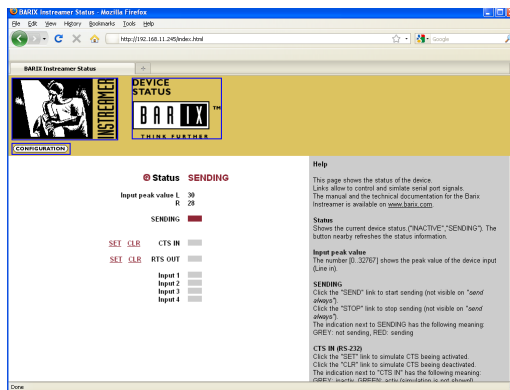 BARIX Instreamer Status - Mozilla Firefox
File Edit View History Bookmarks Tools Help
http://192.168.11.245/index.html
Google
BARIX Instreamer Status
INSTREAMER
DEVICE
STATUS
BARIX TM
THINK FURTHER
CONFIGURATION
Status SENDING
Input peak value L 30
R 28
SENDING
SET CLR CTS IN
SET CLR RTS OUT
Input 1
Input 2
Input 3
Input 4
Help
This page shows the status of the device.
Links allow to control and simlate serial port signals.
The manual and the technical documentation for the Barix
Instreamer is available on www.barix.com.
Status
Shows the current device status.("INACTIVE","SENDING"). The
button nearby refreshes the status information.
Input peak value
The number [0..32767] shows the peak value of the device input
(Line in).
SENDING
Click the "SEND" link to start sending (not visible on "send
always").
Click the "STOP" link to stop sending (not visible on "send
always").
The indication next to SENDING has the following meaning:
GREY: not sending, RED: sending
CTS IN (RS-232)
Click the "SET" link to simulate CTS beeing activated.
Click the "CLR" link to simulate CTS beeing deactivated.
The indication next to "CTS IN" has the following meaning:
GREY: inactiv, GREEN: activ (simulation is not shown)
Done